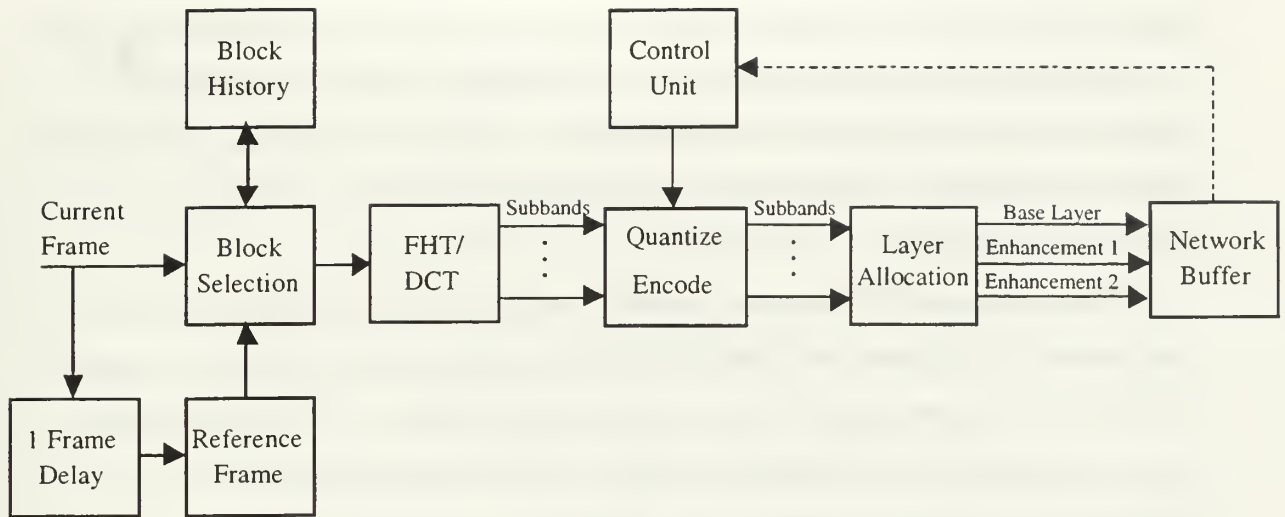 Block
History
Control
Unit
Current
Frame
Block
Selection
FHT/
DCT
Subbands
Quantize
Encode
Subbands
Layer
Allocation
Base Layer
Enhancement 1
Enhancement 2
Network
Buffer
1 Frame
Delay
Reference
Frame